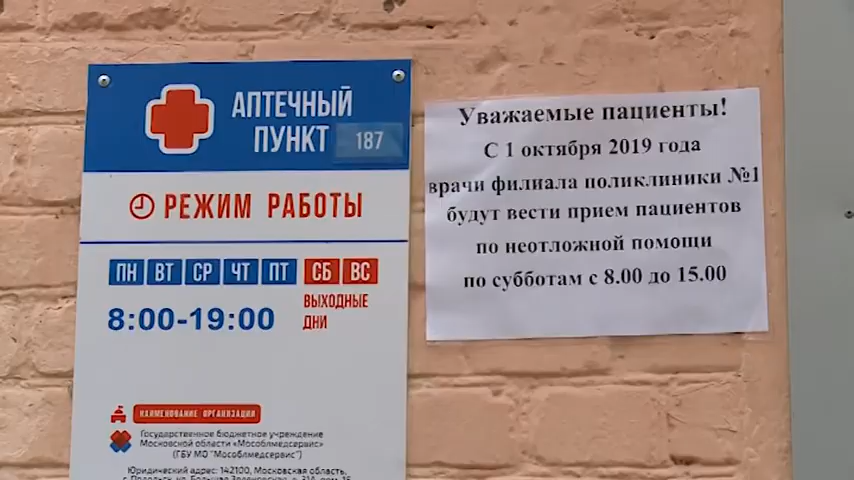 АПТЕЧНЫЙ
ПУНКТ 187
РЕЖИМ РАБОТЫ
ПН ВТ СР ЧТ ПТ СБ ВС
8:00-19:00
ВЫХОДНЫЕ
ДНИ
НАИМЕНОВАНИЕ ОРГАНИЗАЦИИ
Государственное бюджетное учреждение
Московской области «Мособлмедсервис»
(ГБУ МО "Мособлмедсервис")
Юридический адрес: 142100, Московская область,
Уважаемые пациенты!
С 1 октября 2019 года
врачи филиала поликлиники №1
будут вести прием пациентов
по неотложной помощи
по субботам с 8.00 до 15.00